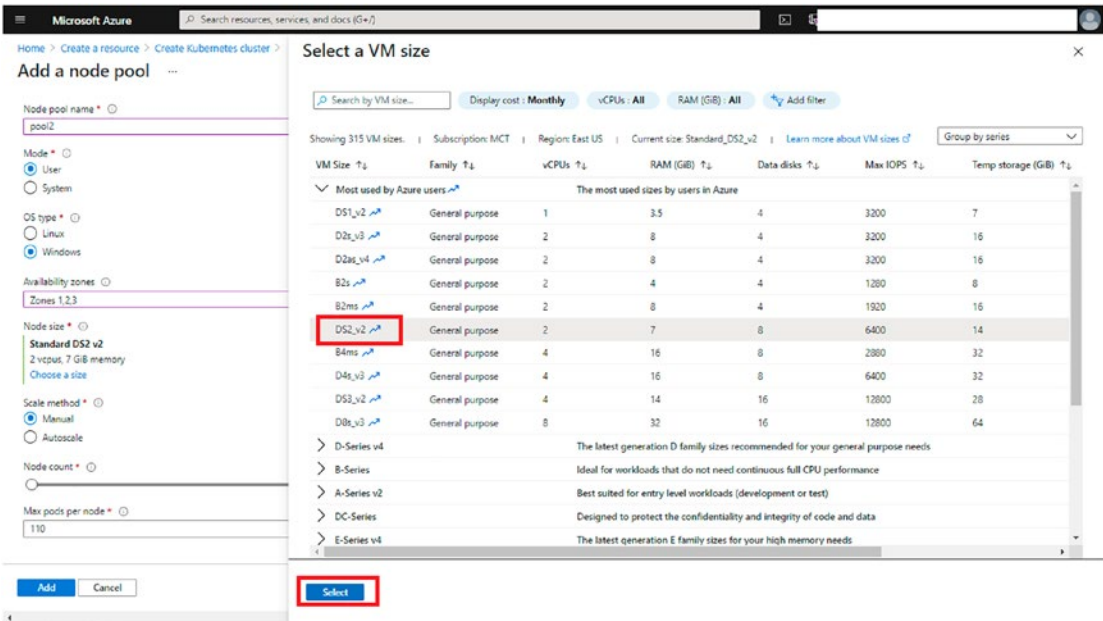 Microsoft Azure
Search resources, services, and docs (G+/)
Home > Create a resource > Create Kubernetes cluster >
Add a node pool ...
Node pool name *
pool2
Mode *
User
System
OS type *
Linux
Windows
Availability zones
Zones 1,2,3
Node size *
Standard DS2 v2
2 vcpus, 7 GiB memory
Choose a size
Scale method *
Manual
Autoscale
Node count *
Max pods per node *
110
Add Cancel
Select a VM size
Search by VM size... Display cost : Monthly vCPUs : All RAM (GiB) : All Add filter
Showing 315 VM sizes. | Subscription: MCT | Region: East US | Current size: Standard_DS2_v2 | Learn more about VM sizes Group by series
VM Size Family vCPUs RAM (GiB) Data disks Max IOPS Temp storage (GiB)
Most used by Azure users The most used sizes by users in Azure
DS1_v2 General purpose 1 3.5 4 3200 7
D2s_v3 General purpose 2 8 4 3200 16
D2as_v4 General purpose 2 8 4 3200 16
B2s General purpose 2 4 4 1280 8
B2ms General purpose 2 8 4 1920 16
DS2_v2 General purpose 2 7 8 6400 14
B4ms General purpose 4 16 8 2880 32
D4s_v3 General purpose 4 16 8 6400 32
DS3_v2 General purpose 4 14 16 12800 28
D8s_v3 General purpose 8 32 16 12800 64
D-Series v4 The latest generation D family sizes recommended for your general purpose needs
B-Series Ideal for workloads that do not need continuous full CPU performance
A-Series v2 Best suited for entry level workloads (development or test)
DC-Series Designed to protect the confidentiality and integrity of code and data
E-Series v4 The latest generation E family sizes for your high memory needs
Select